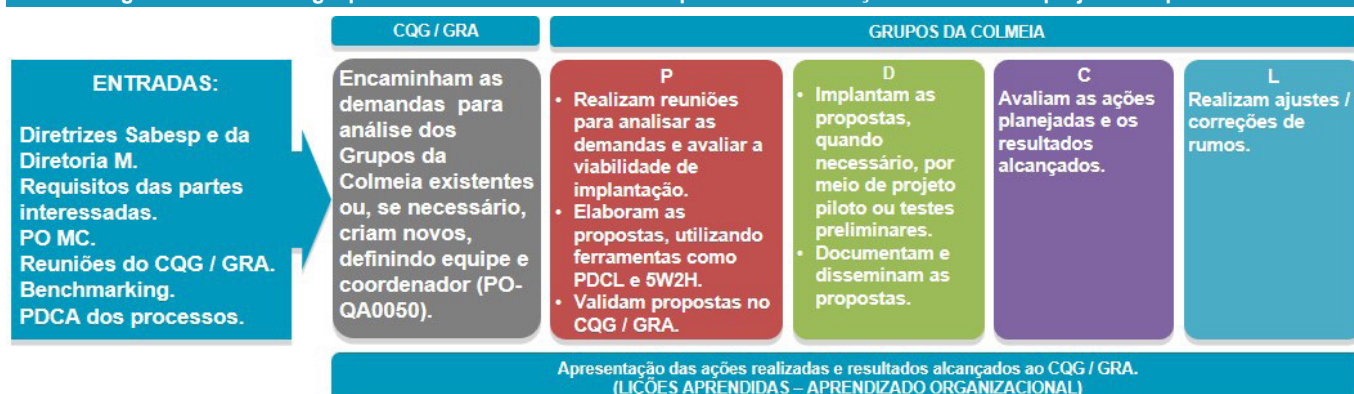 CQG / GRA
GRUPOS DA COLMEIA
ENTRADAS:
Diretrizes Sabesp e da
Diretoria M.
Requisitos das partes
interessadas.
PO MC.
Reuniões do CQG / GRA.
Benchmarking.
PDCA dos processos.
Encaminham as
demandas para
análise dos
Grupos da
Colmeia existentes
ou, se necessário,
criam novos,
definindo equipe e
coordenador (PO-
QA0050).
P
• Realizam reuniões
para analisar as
demandas e avaliar a
viabilidade de
implantação.
• Elaboram as
propostas, utilizando
ferramentas como
PDCL e 5W2H.
• Validam propostas no
CQG / GRA.
D
• Implantam as
propostas,
quando
necessário, por
meio de projeto
piloto ou testes
preliminares.
• Documentam e
disseminam as
propostas.
C
Avaliam as ações
planejadas e os
resultados
alcançados.
L
Realizam ajustes /
correções de
rumos.
Apresentação das ações realizadas e resultados alcançados ao CQG / GRA.
(LIÇÕES APRENDIDAS – APRENDIZADO ORGANIZACIONAL)